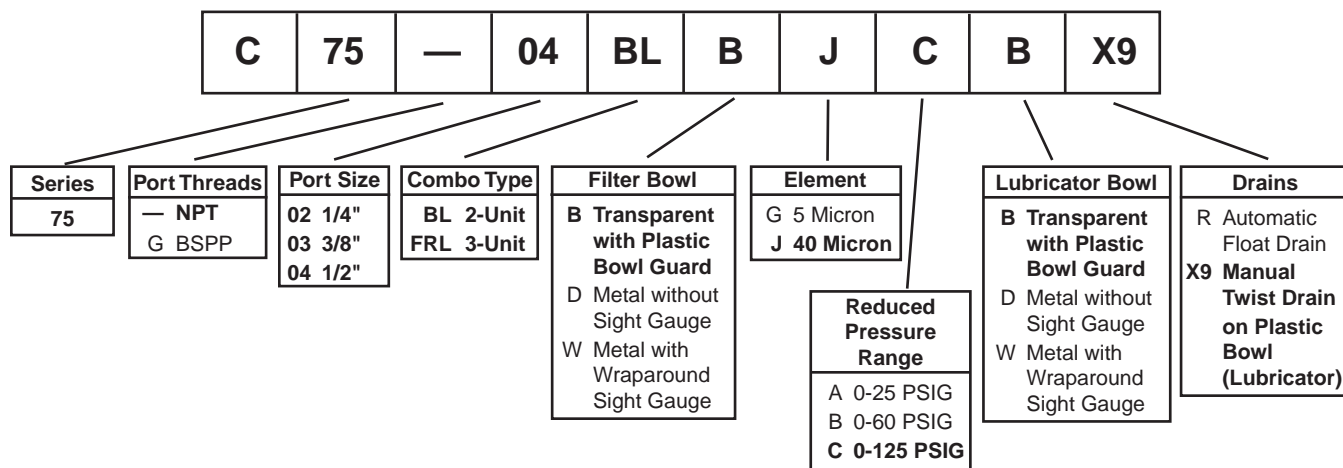 C 75 — 04 BL B J C B X9
Series
75
Port Threads
— NPT
G BSPP
Port Size
02 1/4"
03 3/8"
04 1/2"
Combo Type
BL 2-Unit
FRL 3-Unit
Filter Bowl
B Transparent
with Plastic
Bowl Guard
D Metal without
Sight Gauge
W Metal with
Wraparound
Sight Gauge
Element
G 5 Micron
J 40 Micron
Reduced
Pressure
Range
A 0-25 PSIG
B 0-60 PSIG
C 0-125 PSIG
Lubricator Bowl
B Transparent
with Plastic
Bowl Guard
D Metal without
Sight Gauge
W Metal with
Wraparound
Sight Gauge
Drains
R Automatic
Float Drain
X9 Manual
Twist Drain
on Plastic
Bowl
(Lubricator)